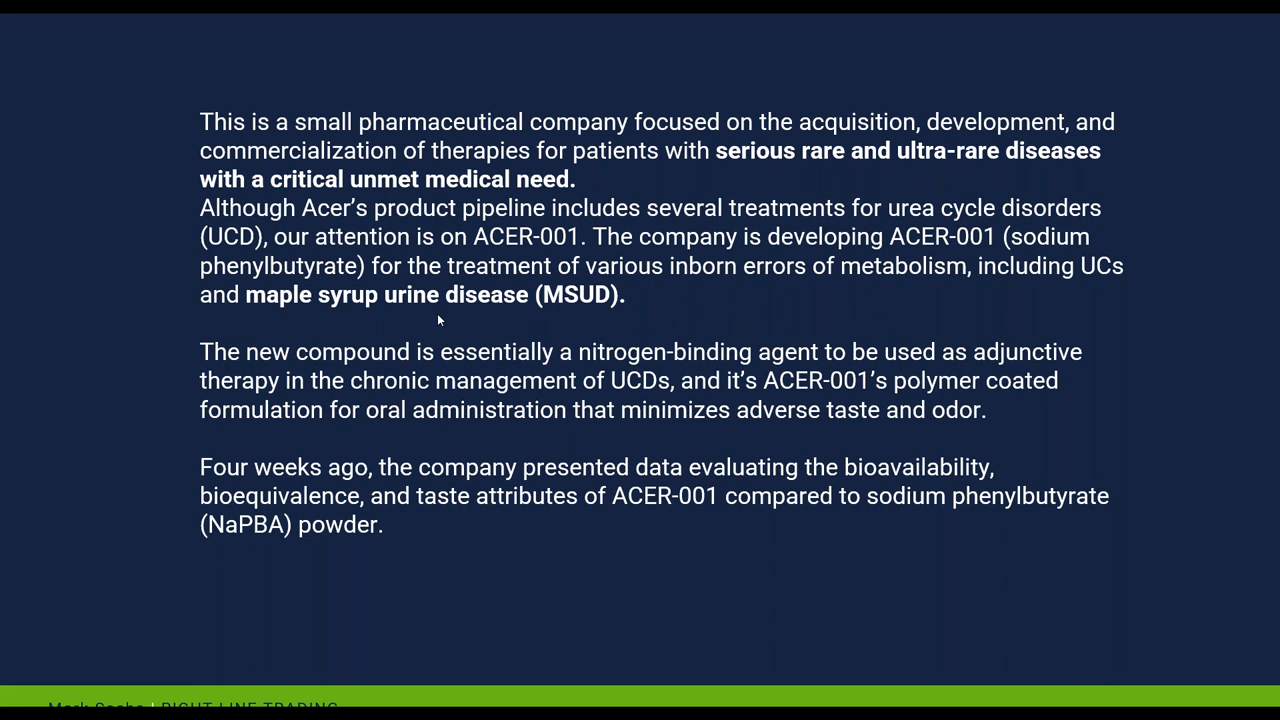 This is a small pharmaceutical company focused on the acquisition, development, and
commercialization of therapies for patients with serious rare and ultra-rare diseases
with a critical unmet medical need.
Although Acer’s product pipeline includes several treatments for urea cycle disorders
(UCD), our attention is on ACER-001. The company is developing ACER-001 (sodium
phenylbutyrate) for the treatment of various inborn errors of metabolism, including UCs
and maple syrup urine disease (MSUD).
The new compound is essentially a nitrogen-binding agent to be used as adjunctive
therapy in the chronic management of UCDs, and it’s ACER-001’s polymer coated
formulation for oral administration that minimizes adverse taste and odor.
Four weeks ago, the company presented data evaluating the bioavailability,
bioequivalence, and taste attributes of ACER-001 compared to sodium phenylbutyrate
(NaPBA) powder.
| RIGHT LINE TRADING